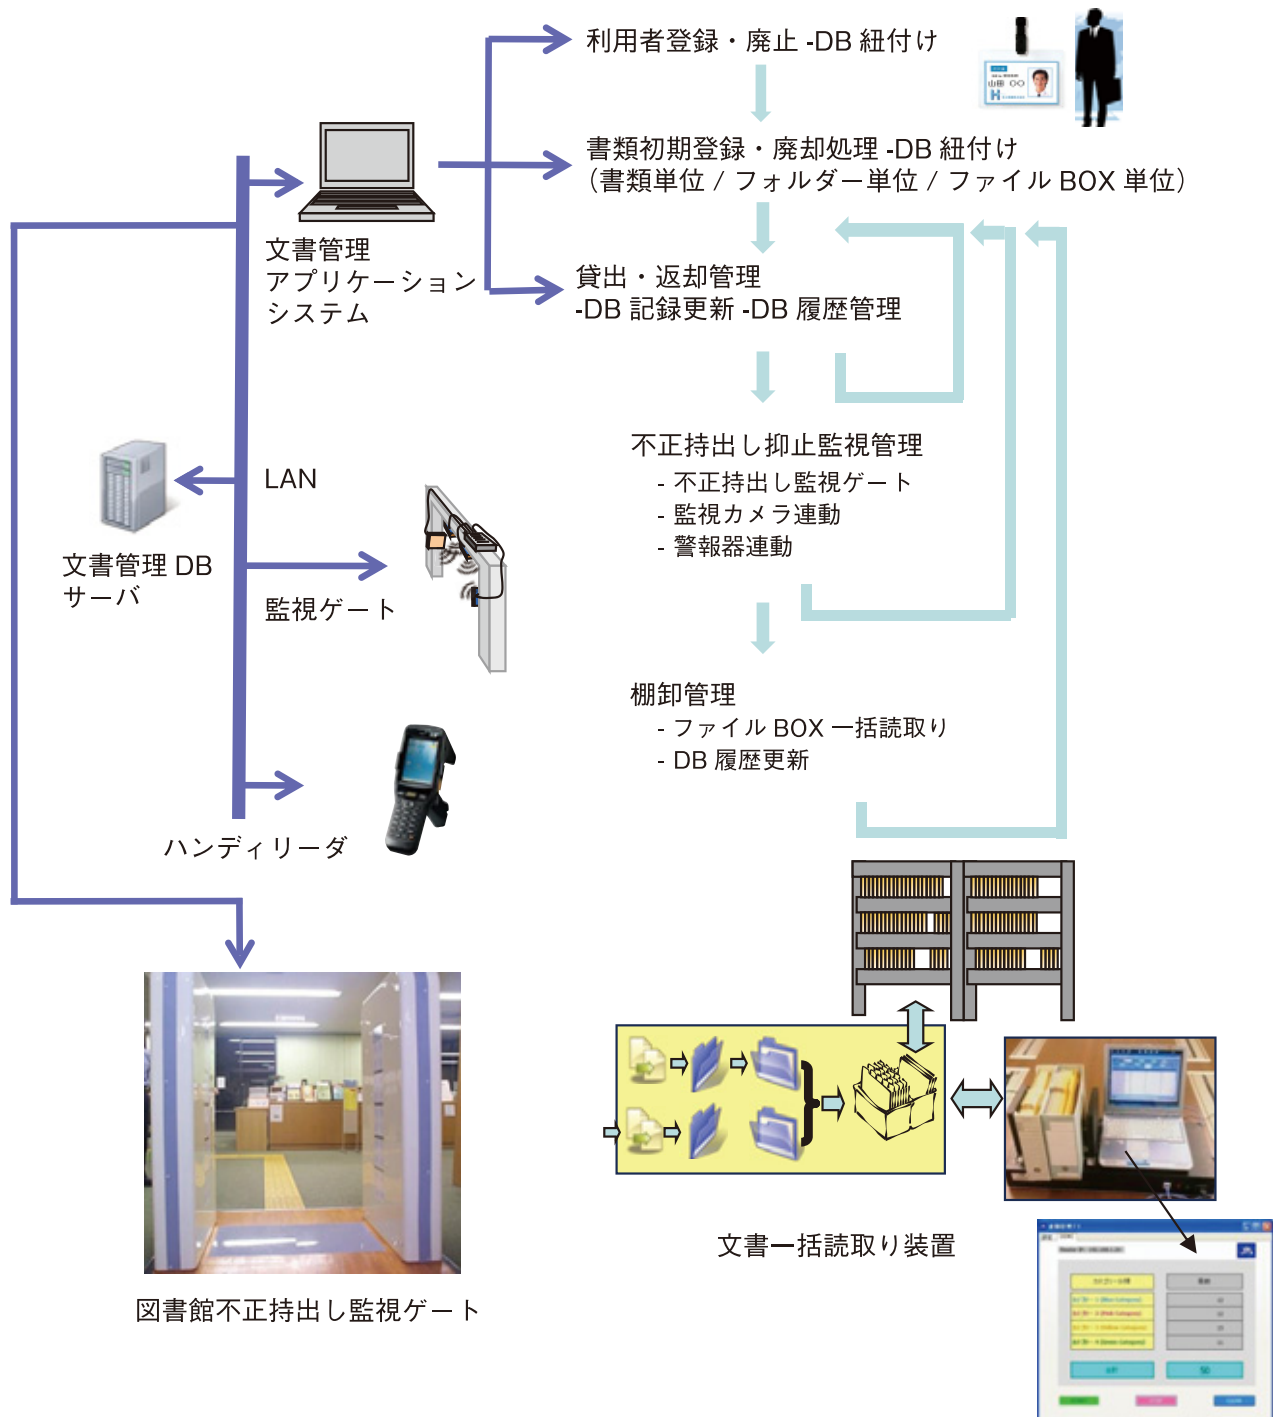 利用者登録・廃止 -DB 紐付け
山田 〇〇
書類初期登録・廃却処理 -DB 紐付け
（書類単位 / フォルダー単位 / ファイル BOX 単位）
文書管理
アプリケーション
システム
貸出・返却管理
-DB 記録更新 -DB 履歴管理
不正持出し抑止監視管理
- 不正持出し監視ゲート
- 監視カメラ連動
- 警報器連動
LAN
文書管理 DB
サーバ
監視ゲート
棚卸管理
- ファイル BOX 一括読取り
- DB 履歴更新
ハンディリーダ
文書一括読取り装置
図書館不正持出し監視ゲート
50